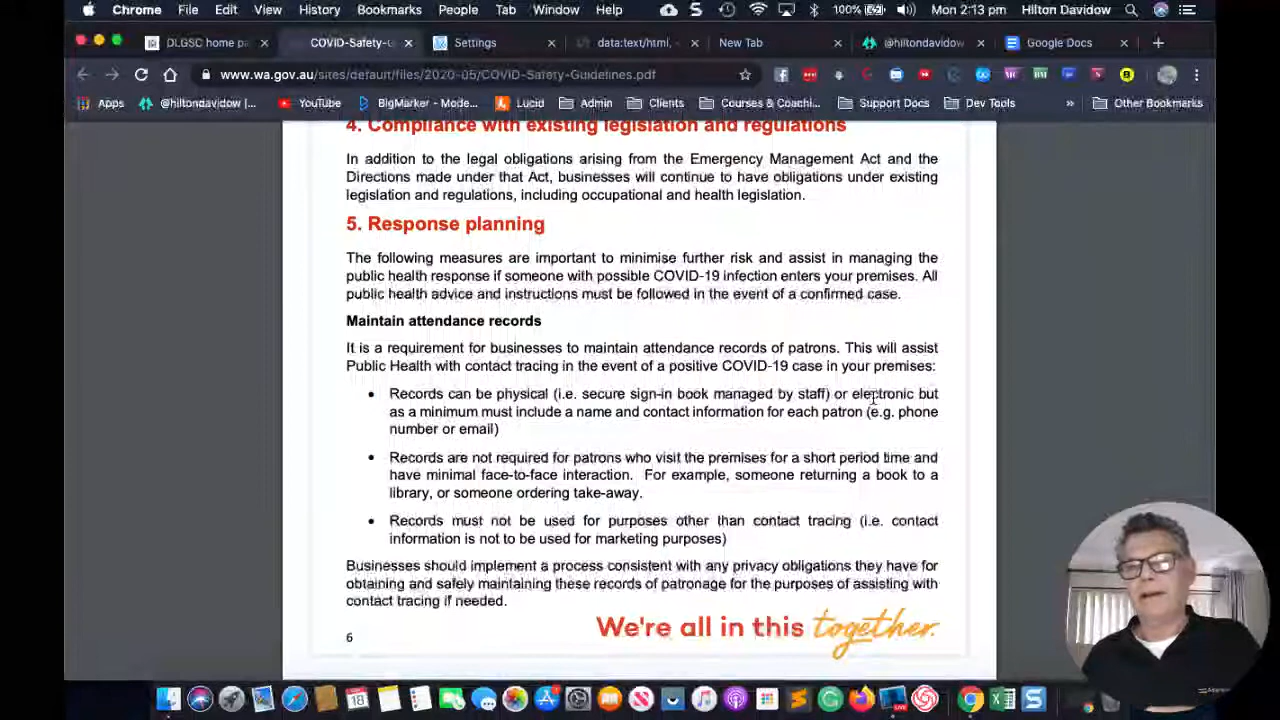 Chrome File Edit View History Bookmarks People Tab Window Help 100% Mon 2:13 pm Hilton Davidow
DLGSC home pa COVID-Safety-G Settings data:text/html, New Tab @hiltondavidow Google Docs
www.wa.gov.au/sites/default/files/2020-05/COVID-Safety-Guidelines.pdf
Apps @hiltondavidow |... YouTube BigMarker - Mode... Lucid Admin Clients Courses & Coachi... Support Docs Dev Tools » Other Bookmarks
4. Compliance with existing legislation and regulations
In addition to the legal obligations arising from the Emergency Management Act and the
Directions made under that Act, businesses will continue to have obligations under existing
legislation and regulations, including occupational and health legislation.
5. Response planning
The following measures are important to minimise further risk and assist in managing the
public health response if someone with possible COVID-19 infection enters your premises. All
public health advice and instructions must be followed in the event of a confirmed case.
Maintain attendance records
It is a requirement for businesses to maintain attendance records of patrons. This will assist
Public Health with contact tracing in the event of a positive COVID-19 case in your premises:
• Records can be physical (i.e. secure sign-in book managed by staff) or electronic but
as a minimum must include a name and contact information for each patron (e.g. phone
number or email)
• Records are not required for patrons who visit the premises for a short period time and
have minimal face-to-face interaction. For example, someone returning a book to a
library, or someone ordering take-away.
• Records must not be used for purposes other than contact tracing (i.e. contact
information is not to be used for marketing purposes)
Businesses should implement a process consistent with any privacy obligations they have for
obtaining and safely maintaining these records of patronage for the purposes of assisting with
contact tracing if needed.
We're all in this together.
6
18